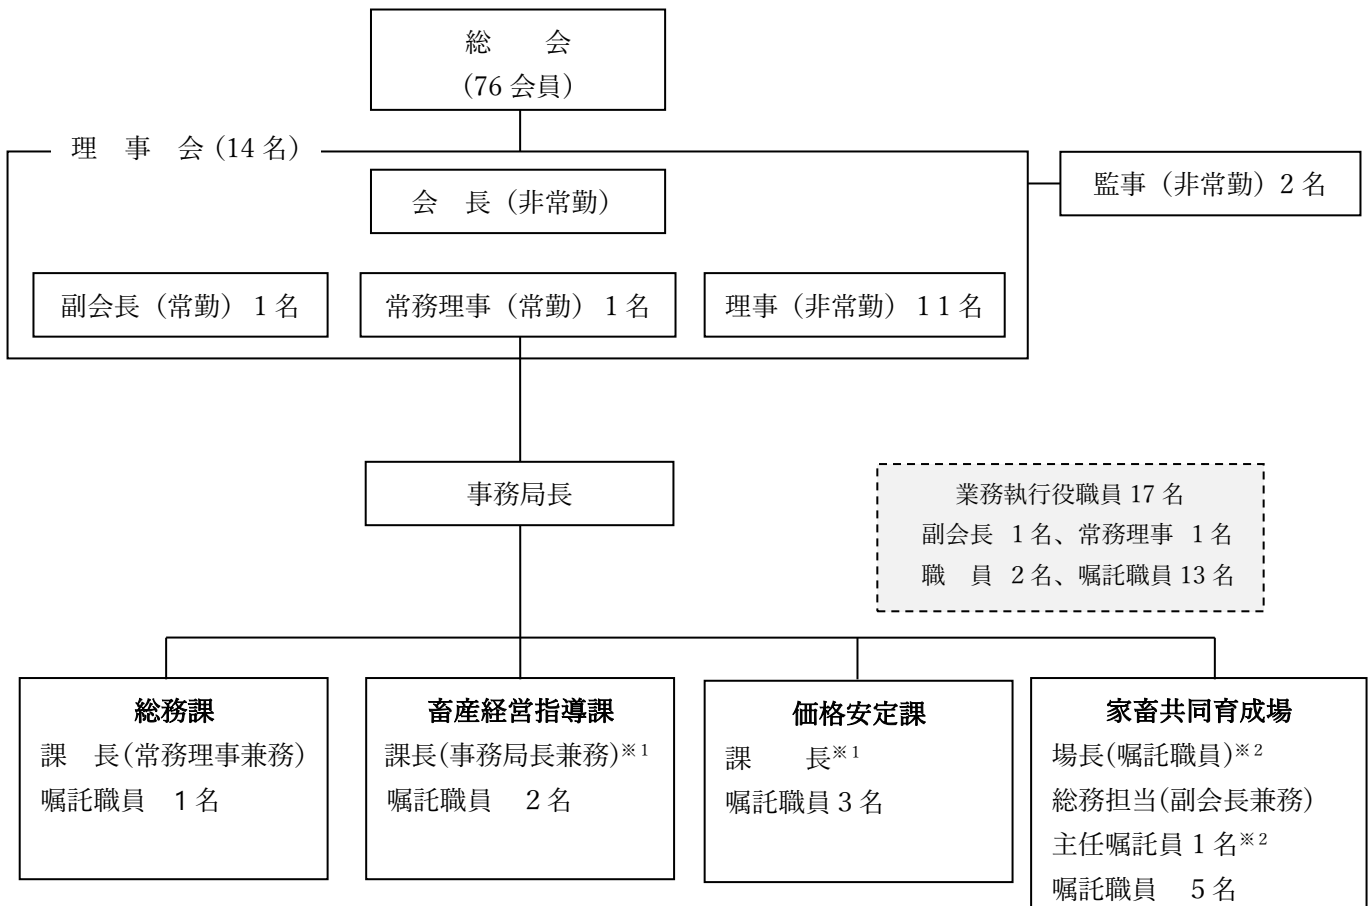 総　　会
(76 会員)
理　事　会 (14 名)
監事（非常勤）2 名
会　長（非常勤）
副会長（常勤）1 名
常務理事（常勤）1 名
理事（非常勤）1 1 名
事務局長
業務執行役職員 17 名
副会長 1 名、常務理事 1 名
職　員 2 名、嘱託職員 13 名
総務課
課　長(常務理事兼務)
嘱託職員　1 名
畜産経営指導課
課長(事務局長兼務)※1
嘱託職員　2 名
価格安定課
課　　長※1
嘱託職員 3 名
家畜共同育成場
場長(嘱託職員)※2
総務担当(副会長兼務)
主任嘱託員 1 名※2
嘱託職員　5 名